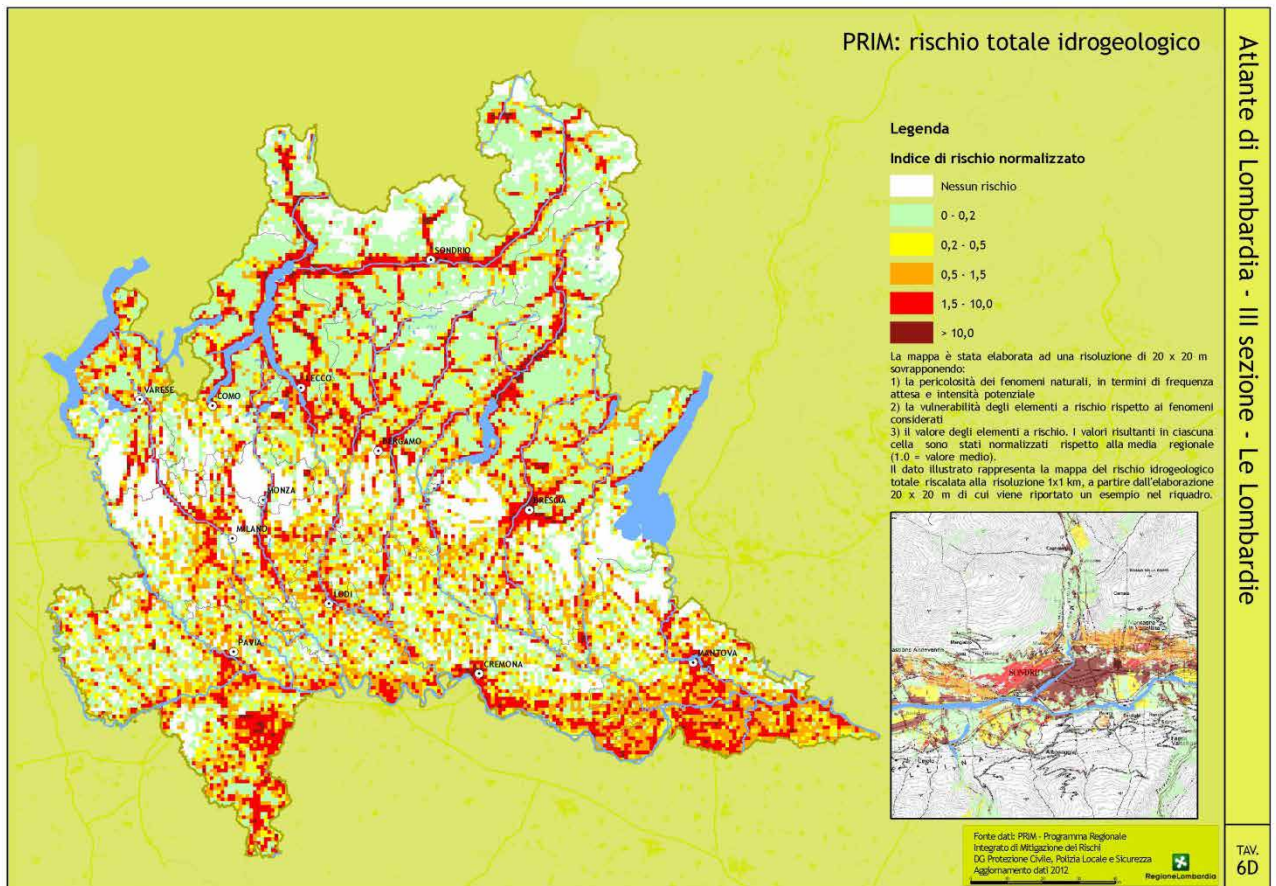 PRIM: rischio totale idrogeologico
Legenda
Indice di rischio normalizzato
Nessun rischio
0 - 0,2
0,2 - 0,5
0,5 - 1,5
1,5 - 10,0
> 10,0
La mappa è stata elaborata ad una risoluzione di 20 x 20 m
sovrapponendo:
1) la pericolosità dei fenomeni naturali, in termini di frequenza
attesa e intensità potenziale
2) la vulnerabilità degli elementi a rischio rispetto ai fenomeni
considerati
3) il valore degli elementi a rischio. I valori risultanti in ciascuna
cella sono stati normalizzati rispetto alla media regionale
(1.0 = valore medio).
Il dato illustrato rappresenta la mappa del rischio idrogeologico
totale riscalata alla risoluzione 1x1 km, a partire dall'elaborazione
20 x 20 m di cui viene riportato un esempio nel riquadro.
SONDRIO
LECCO
VARESE
COMO
BERGAMO
MONZA
BRESCIA
MILANO
LODI
PAVIA
CREMONA
MANTOVA
Fonte dati: PRIM - Programma Regionale
Integrato di Mitigazione dei Rischi
DG Protezione Civile, Polizia Locale e Sicurezza
Aggiornamento dati 2012
RegioneLombardia
Atlante di Lombardia - III sezione - Le Lombardie
TAV.
6D